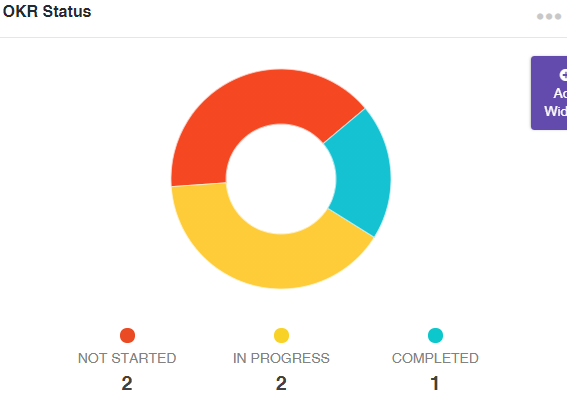 OKR Status
NOT STARTED
IN PROGRESS
COMPLETED
2
2
1